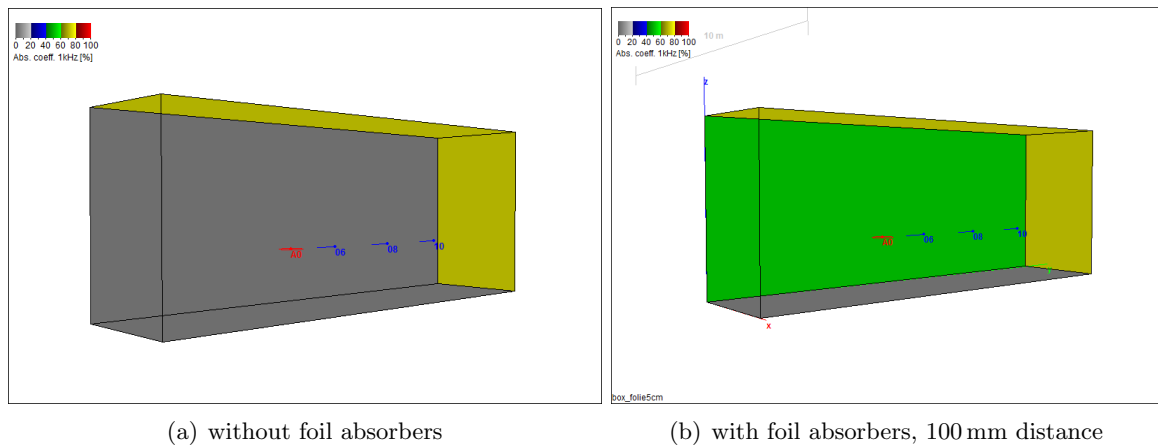 0 20 40 60 80 100
Abs. coeff. 1kHz [%]
A0
06
08
10
0 20 40 60 80 100
Abs. coeff. 1kHz [%]
10 m
z
A0
06
08
10
x
box_folie5cm
(a) without foil absorbers
(b) with foil absorbers, 100 mm distance